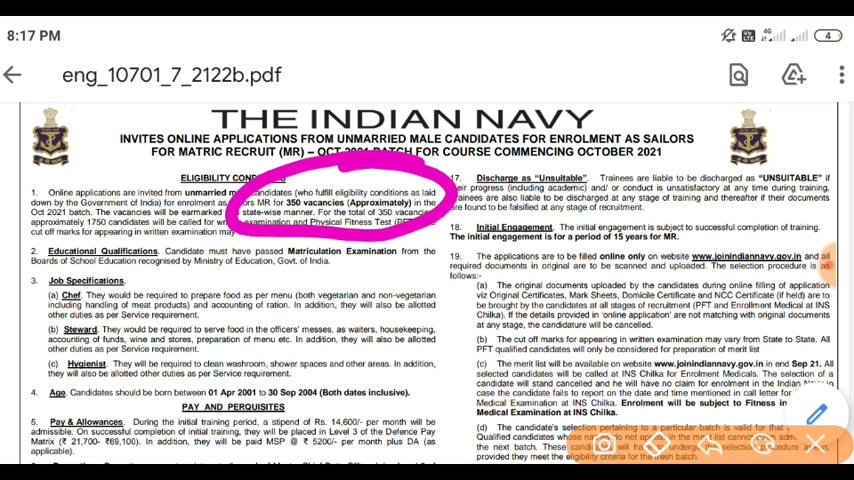 8:17 PM
4G
4
eng_10701_7_2122b.pdf
THE INDIAN NAVY
INVITES ONLINE APPLICATIONS FROM UNMARRIED MALE CANDIDATES FOR ENROLMENT AS SAILORS
FOR MATRIC RECRUIT (MR) – OCT 2021 BATCH FOR COURSE COMMENCING OCTOBER 2021
ELIGIBILITY
1. Online applications are invited from unmarried candidates (who fulfill eligibility conditions as laid
down by the Government of India) for enrolment as MR for 350 vacancies (Approximately) in the
Oct 2021 batch. The vacancies will be earmarked state-wise manner. For the total of 350
approximately 1750 candidates will be called for examination and Physical Fitness Test
cut off marks for appearing in written examination may
2. Educational Qualifications. Candidate must have passed Matriculation Examination from the
Boards of School Education recognised by Ministry of Education, Govt. of India.
3. Job Specifications.
(a) Chef. They would be required to prepare food as per menu (both vegetarian and non-vegetarian
including handling of meat products) and accounting of ration. In addition, they will also be allotted
other duties as per Service requirement.
(b) Steward. They would be required to serve food in the officers' messes, as waiters, housekeeping,
accounting of funds, wine and stores, preparation of menu etc. In addition, they will also be allotted
other duties as per Service requirement.
(c) Hygienist. They will be required to clean washroom, shower spaces and other areas. In addition,
they will also be allotted other duties as per Service requirement.
4. Age. Candidates should be born between 01 Apr 2001 to 30 Sep 2004 (Both dates inclusive).
PAY AND PERQUISITES
5. Pay & Allowances. During the initial training period, a stipend of Rs. 14,600/- per month will be
admissible. On successful completion of initial training, they will be placed in Level 3 of the Defence Pay
Matrix (₹ 21,700- ₹69,100). In addition, they will be paid MSP @ ₹ 5200/- per month plus DA (as
applicable).
17. Discharge as "Unsuitable". Trainees are liable to be discharged as "UNSUITABLE" if
their progress (including academic) and/ or conduct is unsatisfactory at any time during training.
Trainees are also liable to be discharged at any stage of training and thereafter if their documents
are found to be falsified at any stage of recruitment.
18. Initial Engagement. The initial engagement is subject to successful completion of training.
The initial engagement is for a period of 15 years for MR.
19. The applications are to be filled online only on website www.joinindiannavy.gov.in and all
required documents in original are to be scanned and uploaded. The selection procedure is as
follows:-
(a) The original documents uploaded by the candidates during online filling of application
viz Original Certificates, Mark Sheets, Domicile Certificate and NCC Certificate (if held) are to
be brought by the candidates at all stages of recruitment (PFT and Enrollment Medical at INS
Chilka). If the details provided in 'online application' are not matching with original documents
at any stage, the candidature will be cancelled.
(b) The cut off marks for appearing in written examination may vary from State to State. All
PFT qualified candidates will only be considered for preparation of merit list
(c) The merit list will be available on website www.joinindiannavy.gov.in in end Sep 21. All
selected candidates will be called at INS Chilka for Enrolment Medicals. The selection of a
candidate will stand cancelled and he will have no claim for enrolment in the Indian Navy in
case the candidate fails to report on the date and time mentioned in call letter for
Medical Examination at INS Chilka. Enrolment will be subject to Fitness in
Medical Examination at INS Chilka.
(d) The candidate's selection pertaining to a particular batch is valid for that
Qualified candidates whose
the next batch. These
provided they meet the eligibility criteria for the fresh batch.